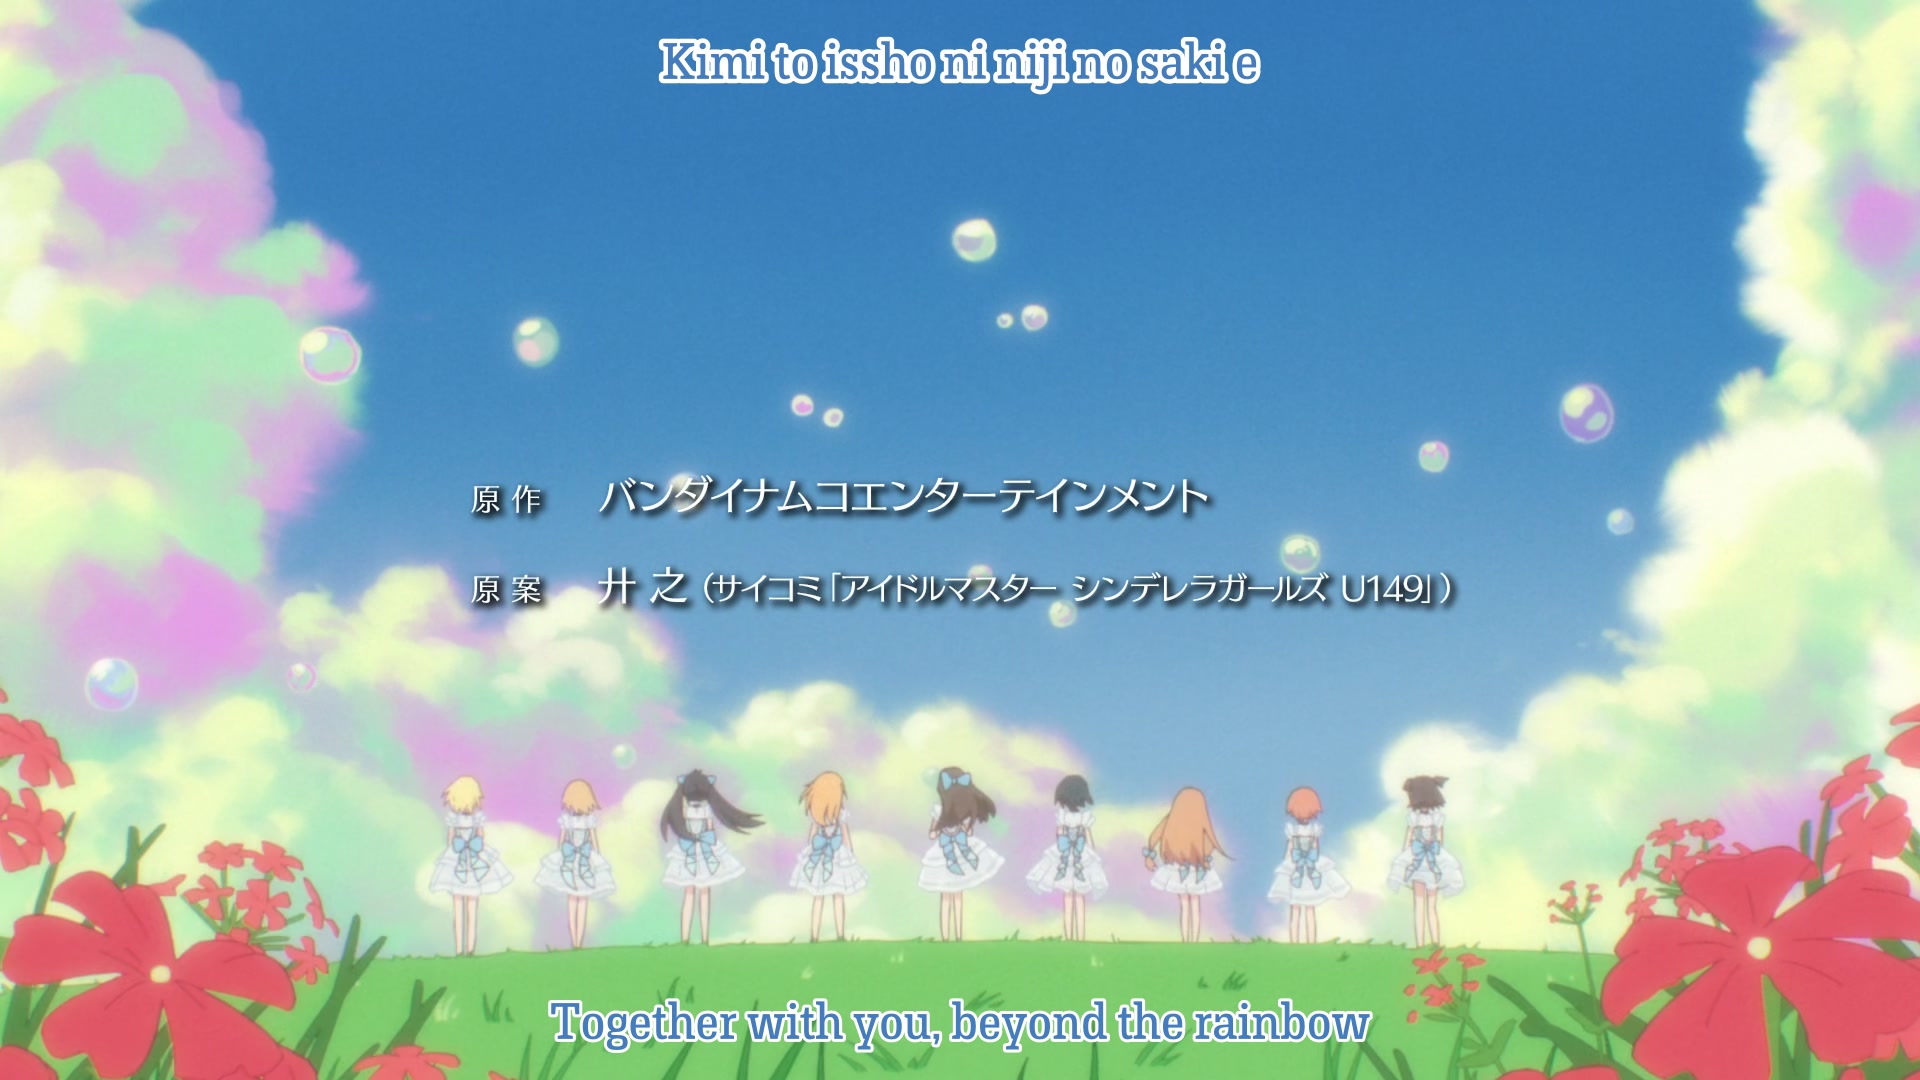 Kimi to issho ni niji no saki e
原作 バンダイナムコエンターテインメント
原案 廾之（サイコミ「アイドルマスター シンデレラガールズ U149」）
Together with you, beyond the rainbow